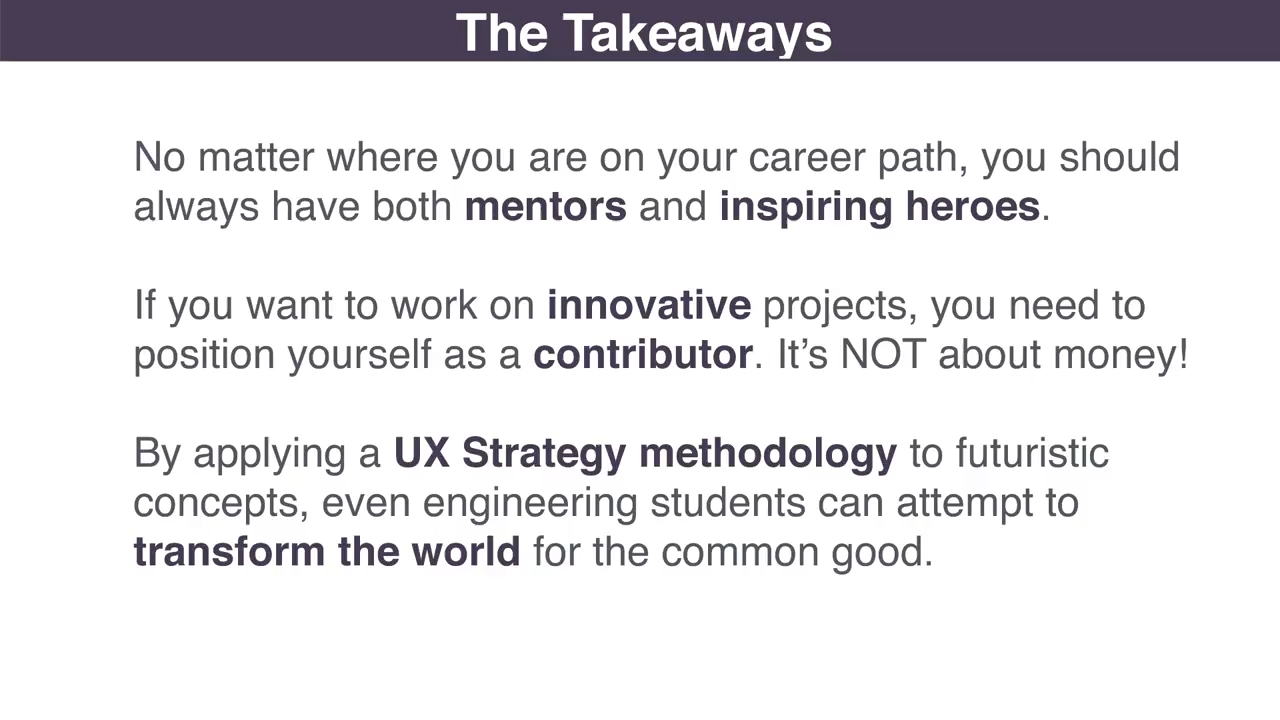 The Takeaways
No matter where you are on your career path, you should
always have both mentors and inspiring heroes.
If you want to work on innovative projects, you need to
position yourself as a contributor. It’s NOT about money!
By applying a UX Strategy methodology to futuristic
concepts, even engineering students can attempt to
transform the world for the common good.